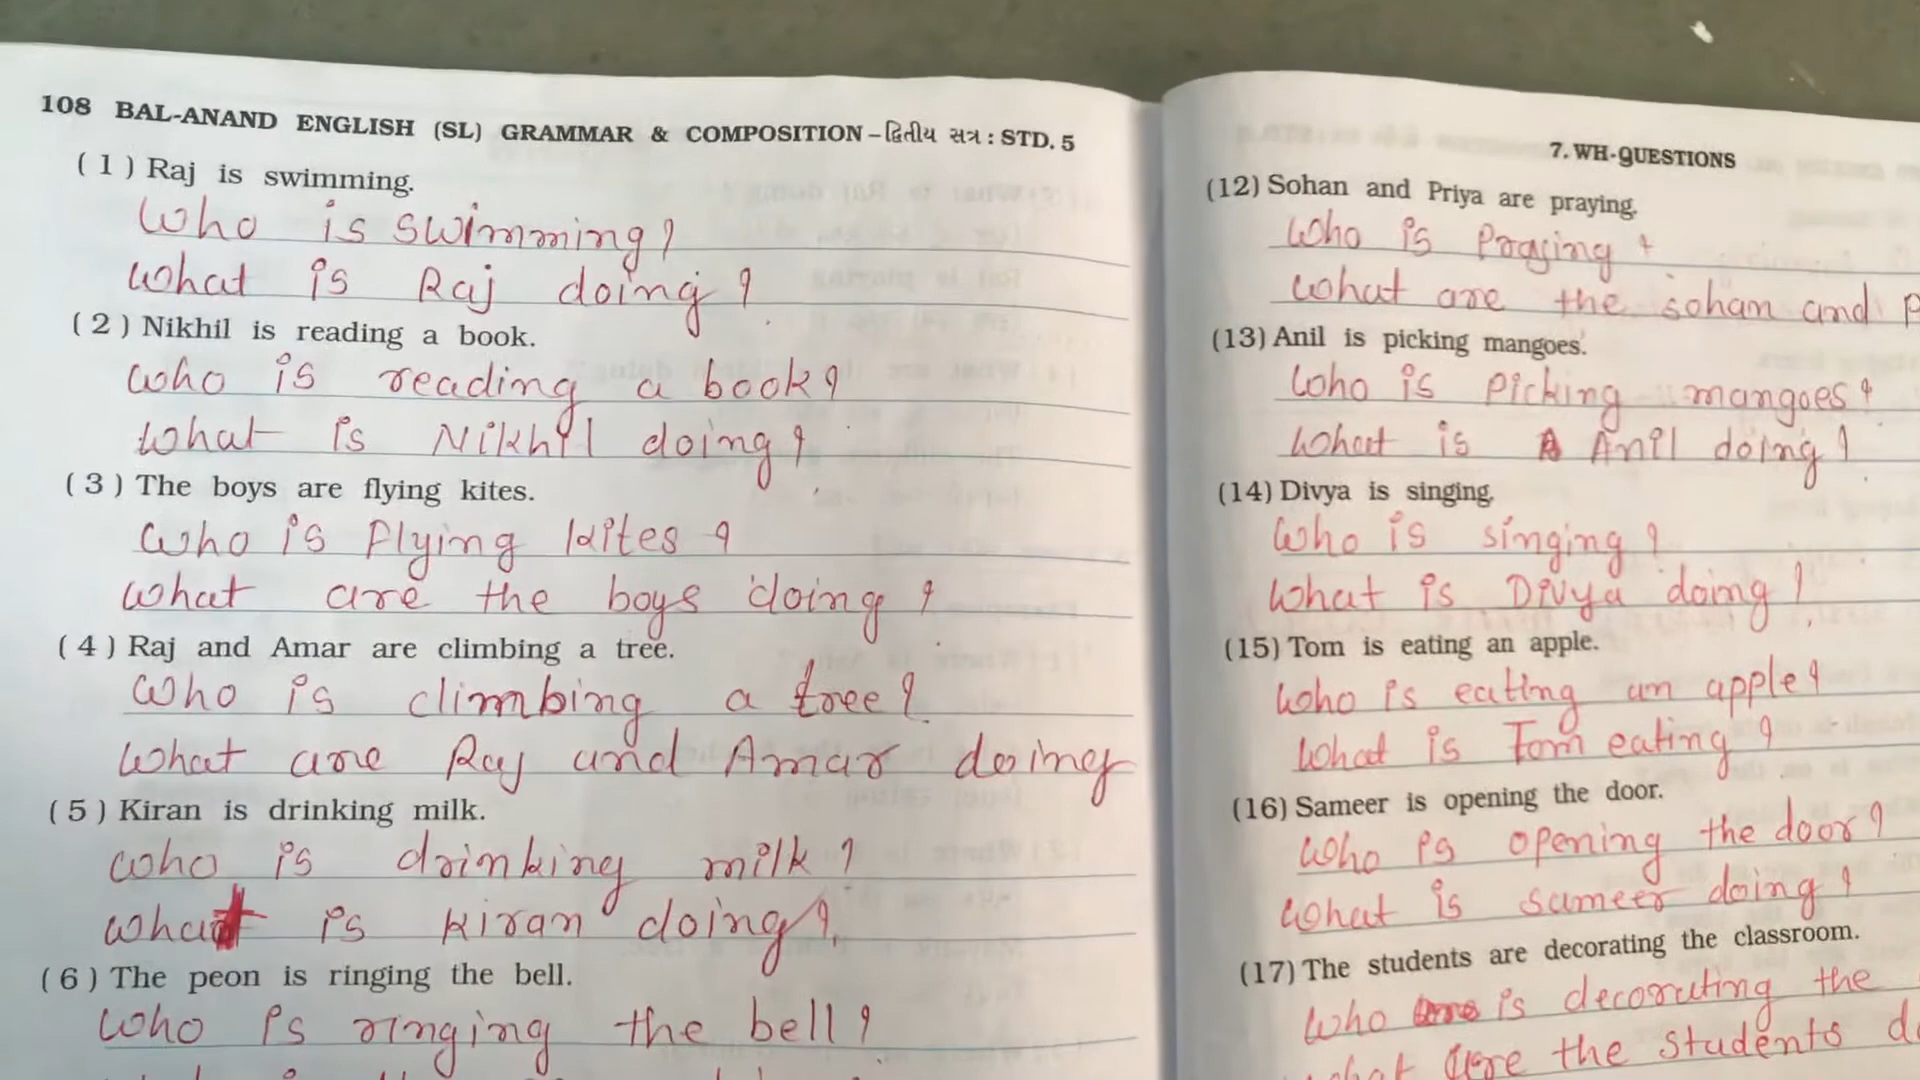 108 BAL-ANAND ENGLISH (SL) GRAMMAR & COMPOSITION – દ્વિતીય સત્ર : STD. 5
( 1 ) Raj is swimming.
Who is swimming?
What is Raj doing?
( 2 ) Nikhil is reading a book.
Who is reading a book?
What is Nikhil doing?
( 3 ) The boys are flying kites.
Who is flying kites?
What are the boys doing?
( 4 ) Raj and Amar are climbing a tree.
Who is climbing a tree?
What are Raj and Amar doing
( 5 ) Kiran is drinking milk.
Who is drinking milk?
What is Kiran doing?
( 6 ) The peon is ringing the bell.
Who is ringing the bell?
7. WH-QUESTIONS
(12) Sohan and Priya are praying.
Who is Praying
What are the sohan and P
(13) Anil is picking mangoes.
Who is Picking mangoes?
What is Anil doing?
(14) Divya is singing.
Who is singing?
What is Divya doing?
(15) Tom is eating an apple.
Who is eating an apple?
What is Tom eating?
(16) Sameer is opening the door.
Who is opening the door?
What is sameer doing?
(17) The students are decorating the classroom.
Who is decorating the
What are the students do